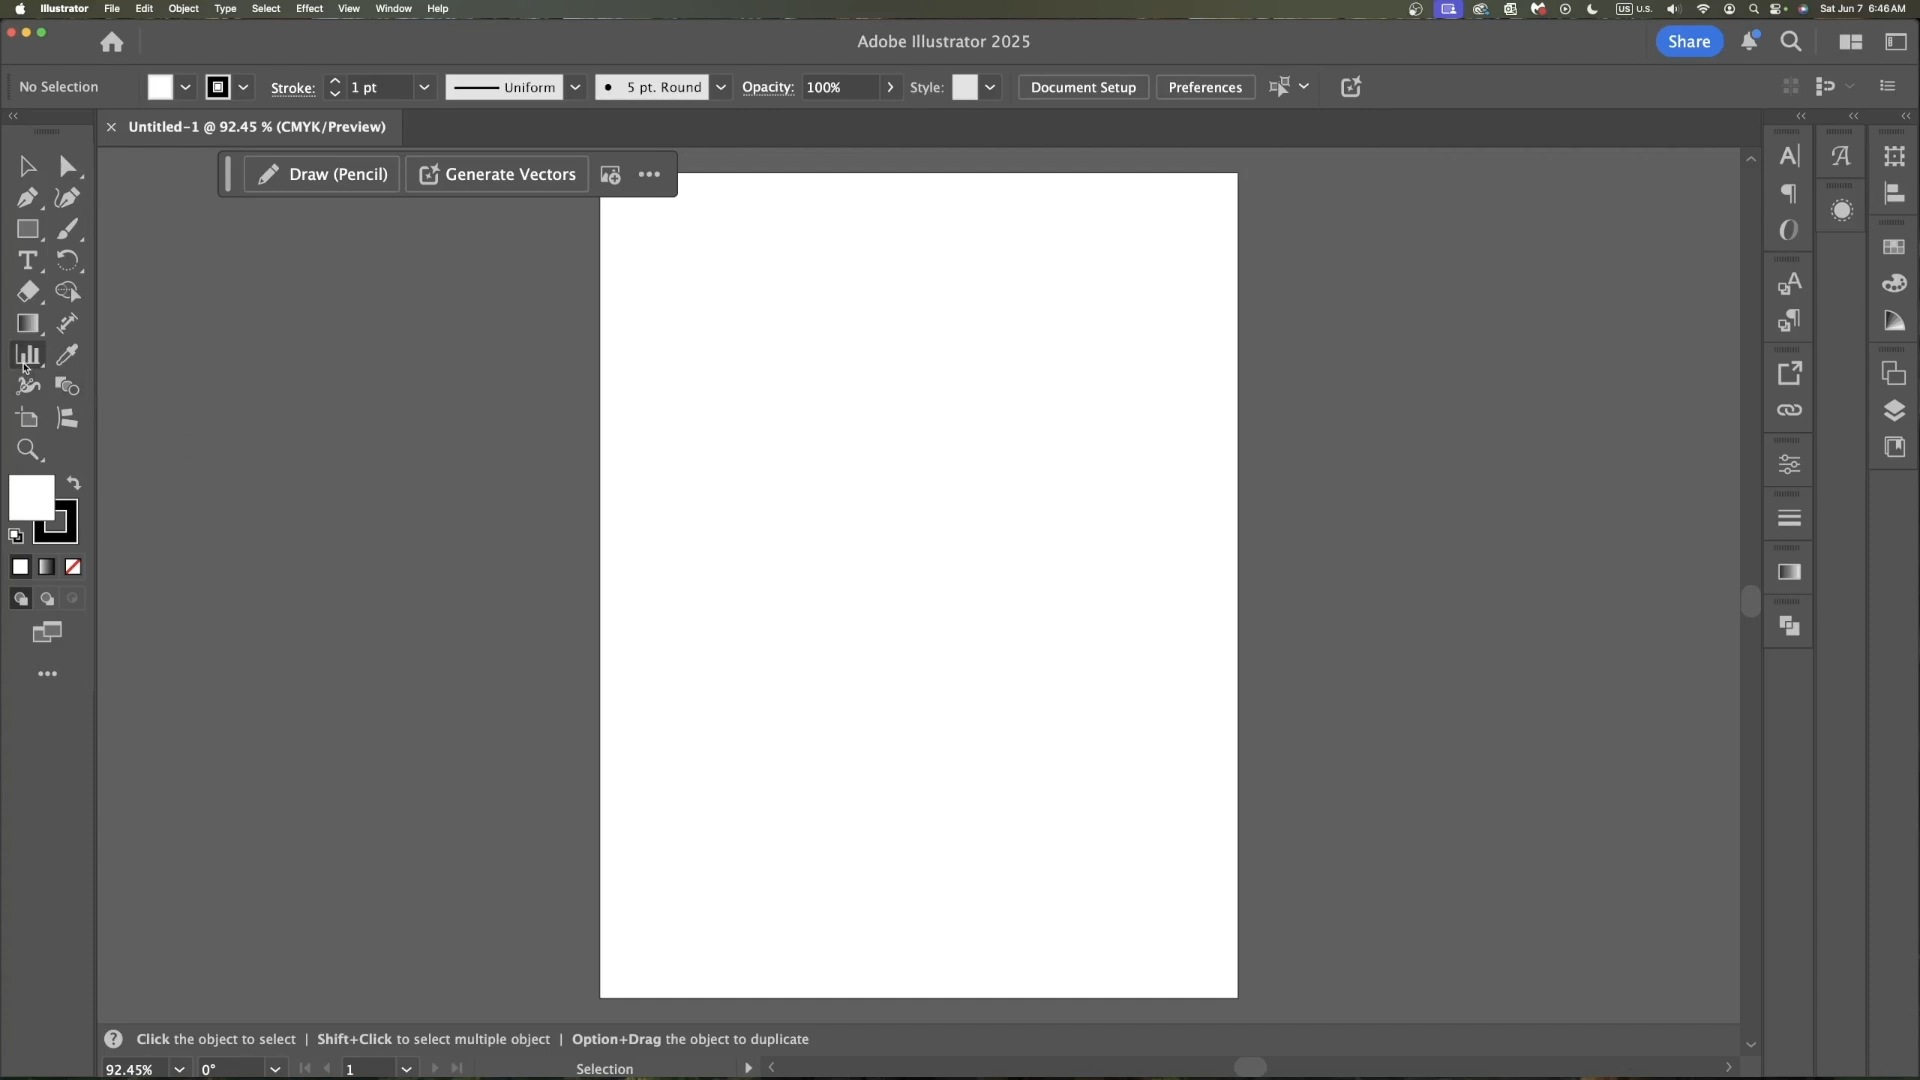 Illustrator File Edit Object Type Select Effect View Window Help
US U.S. Sat Jun 7 6:46AM
Adobe Illustrator 2025
Share
No Selection
Stroke: 1 pt
Uniform
5 pt. Round
Opacity: 100%
Style:
Document Setup
Preferences
Untitled-1 @ 92.45 % (CMYK/Preview)
Draw (Pencil)
Generate Vectors
Click the object to select | Shift+Click to select multiple object | Option+Drag the object to duplicate
92.45% 0° 1 Selection